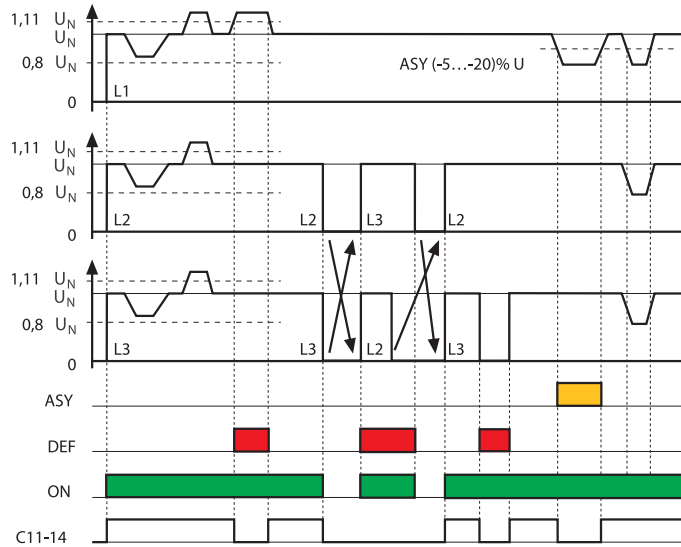 1,11 U_N
U_N
ASY (-5...-20)% U
0,8 U_N
L1
0
1,11 U_N
U_N
0,8 U_N
L2 L2 L3 L2
0
1,11 U_N
U_N
0,8 U_N
L3 L3 L2 L3
0
ASY
DEF
ON
C11-14